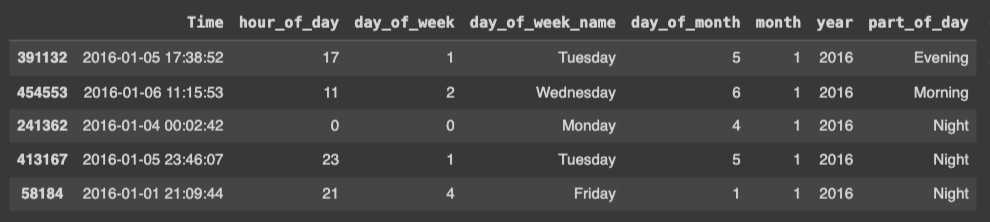 Time hour_of_day day_of_week day_of_week_name day_of_month month year part_of_day
391132 2016-01-05 17:38:52 17 1 Tuesday 5 1 2016 Evening
454553 2016-01-06 11:15:53 11 2 Wednesday 6 1 2016 Morning
241362 2016-01-04 00:02:42 0 0 Monday 4 1 2016 Night
413167 2016-01-05 23:46:07 23 1 Tuesday 5 1 2016 Night
58184 2016-01-01 21:09:44 21 4 Friday 1 1 2016 Night